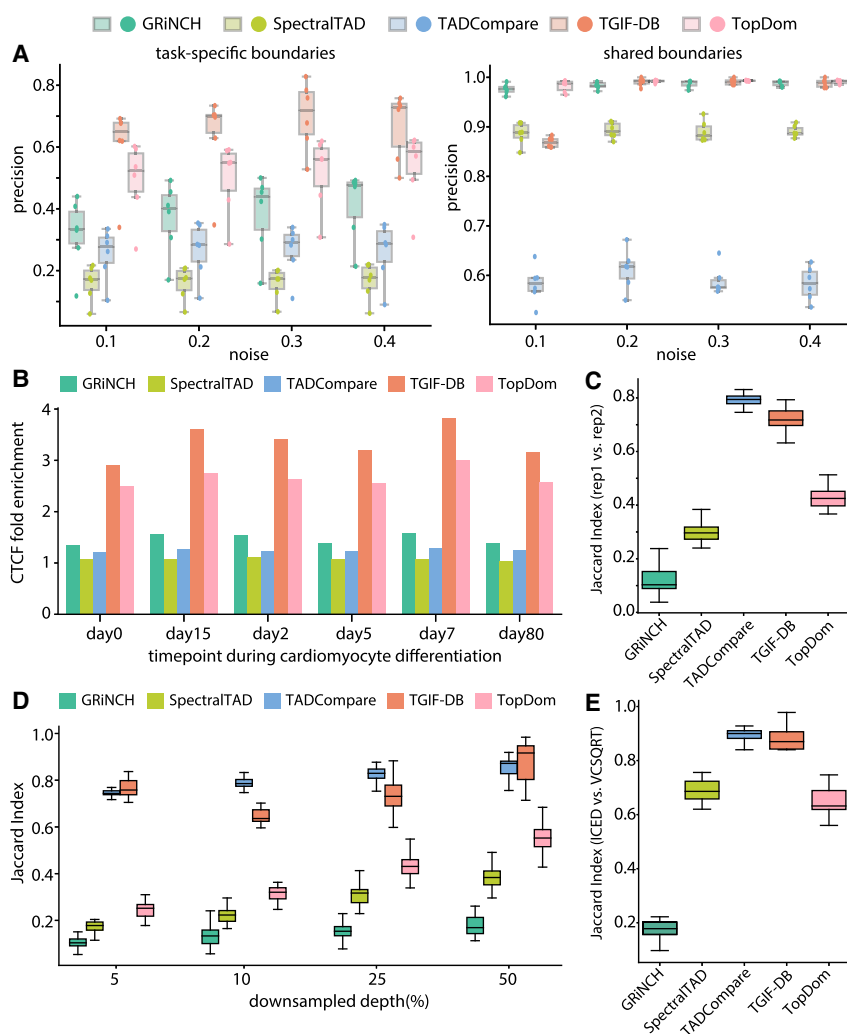 GRiNCH SpectralTAD TADCompare TGIF-DB TopDom
A task-specific boundaries shared boundaries
precision
0.8
0.6
0.4
0.2
0.1 0.2 0.3 0.4
noise
precision
1.0
0.9
0.8
0.7
0.6
0.1 0.2 0.3 0.4
noise
B GRiNCH SpectralTAD TADCompare TGIF-DB TopDom
CTCF fold enrichment
4
3
2
1
0
day0 day15 day2 day5 day7 day80
timepoint during cardiomyocyte differentiation
C
Jaccard Index (rep1 vs. rep2)
0.8
0.6
0.4
0.2
0.0
GRiNCH SpectralTAD TADCompare TGIF-DB TopDom
D GRiNCH SpectralTAD TADCompare TGIF-DB TopDom
Jaccard Index
1.0
0.8
0.6
0.4
0.2
5 10 25 50
downsampled depth(%)
E
Jaccard Index (ICED vs. VCSQRT)
1.0
0.8
0.6
0.4
0.2
GRiNCH SpectralTAD TADCompare TGIF-DB TopDom